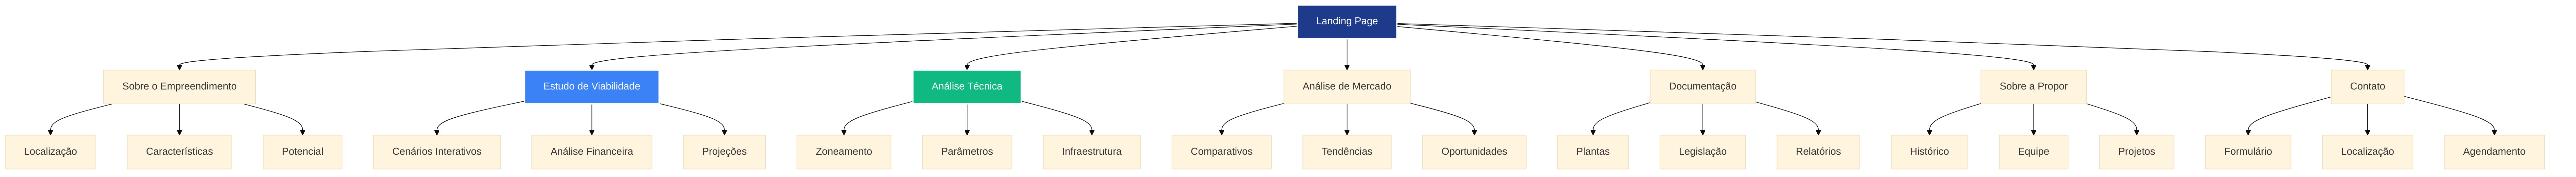 Landing Page
Sobre o Empreendimento
Estudo de Viabilidade
Análise Técnica
Análise de Mercado
Documentação
Sobre a Propor
Contato
Localização
Características
Potencial
Cenários Interativos
Análise Financeira
Projeções
Zoneamento
Parâmetros
Infraestrutura
Comparativos
Tendências
Oportunidades
Plantas
Legislação
Relatórios
Histórico
Equipe
Projetos
Formulário
Localização
Agendamento